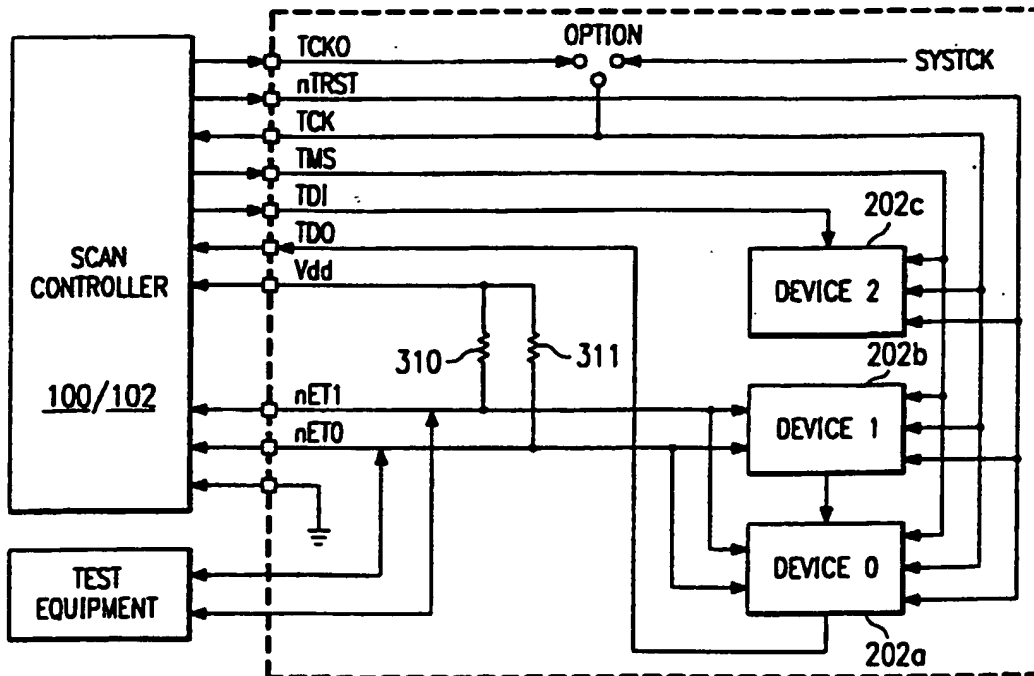 OPTION
TCKO
SYSTCK
nTRST
TCK
TMS
TDI
202c
TDO
SCAN
CONTROLLER
Vdd
DEVICE 2
310
311
202b
100/102
nET1
DEVICE 1
nET0
DEVICE 0
TEST
EQUIPMENT
202a